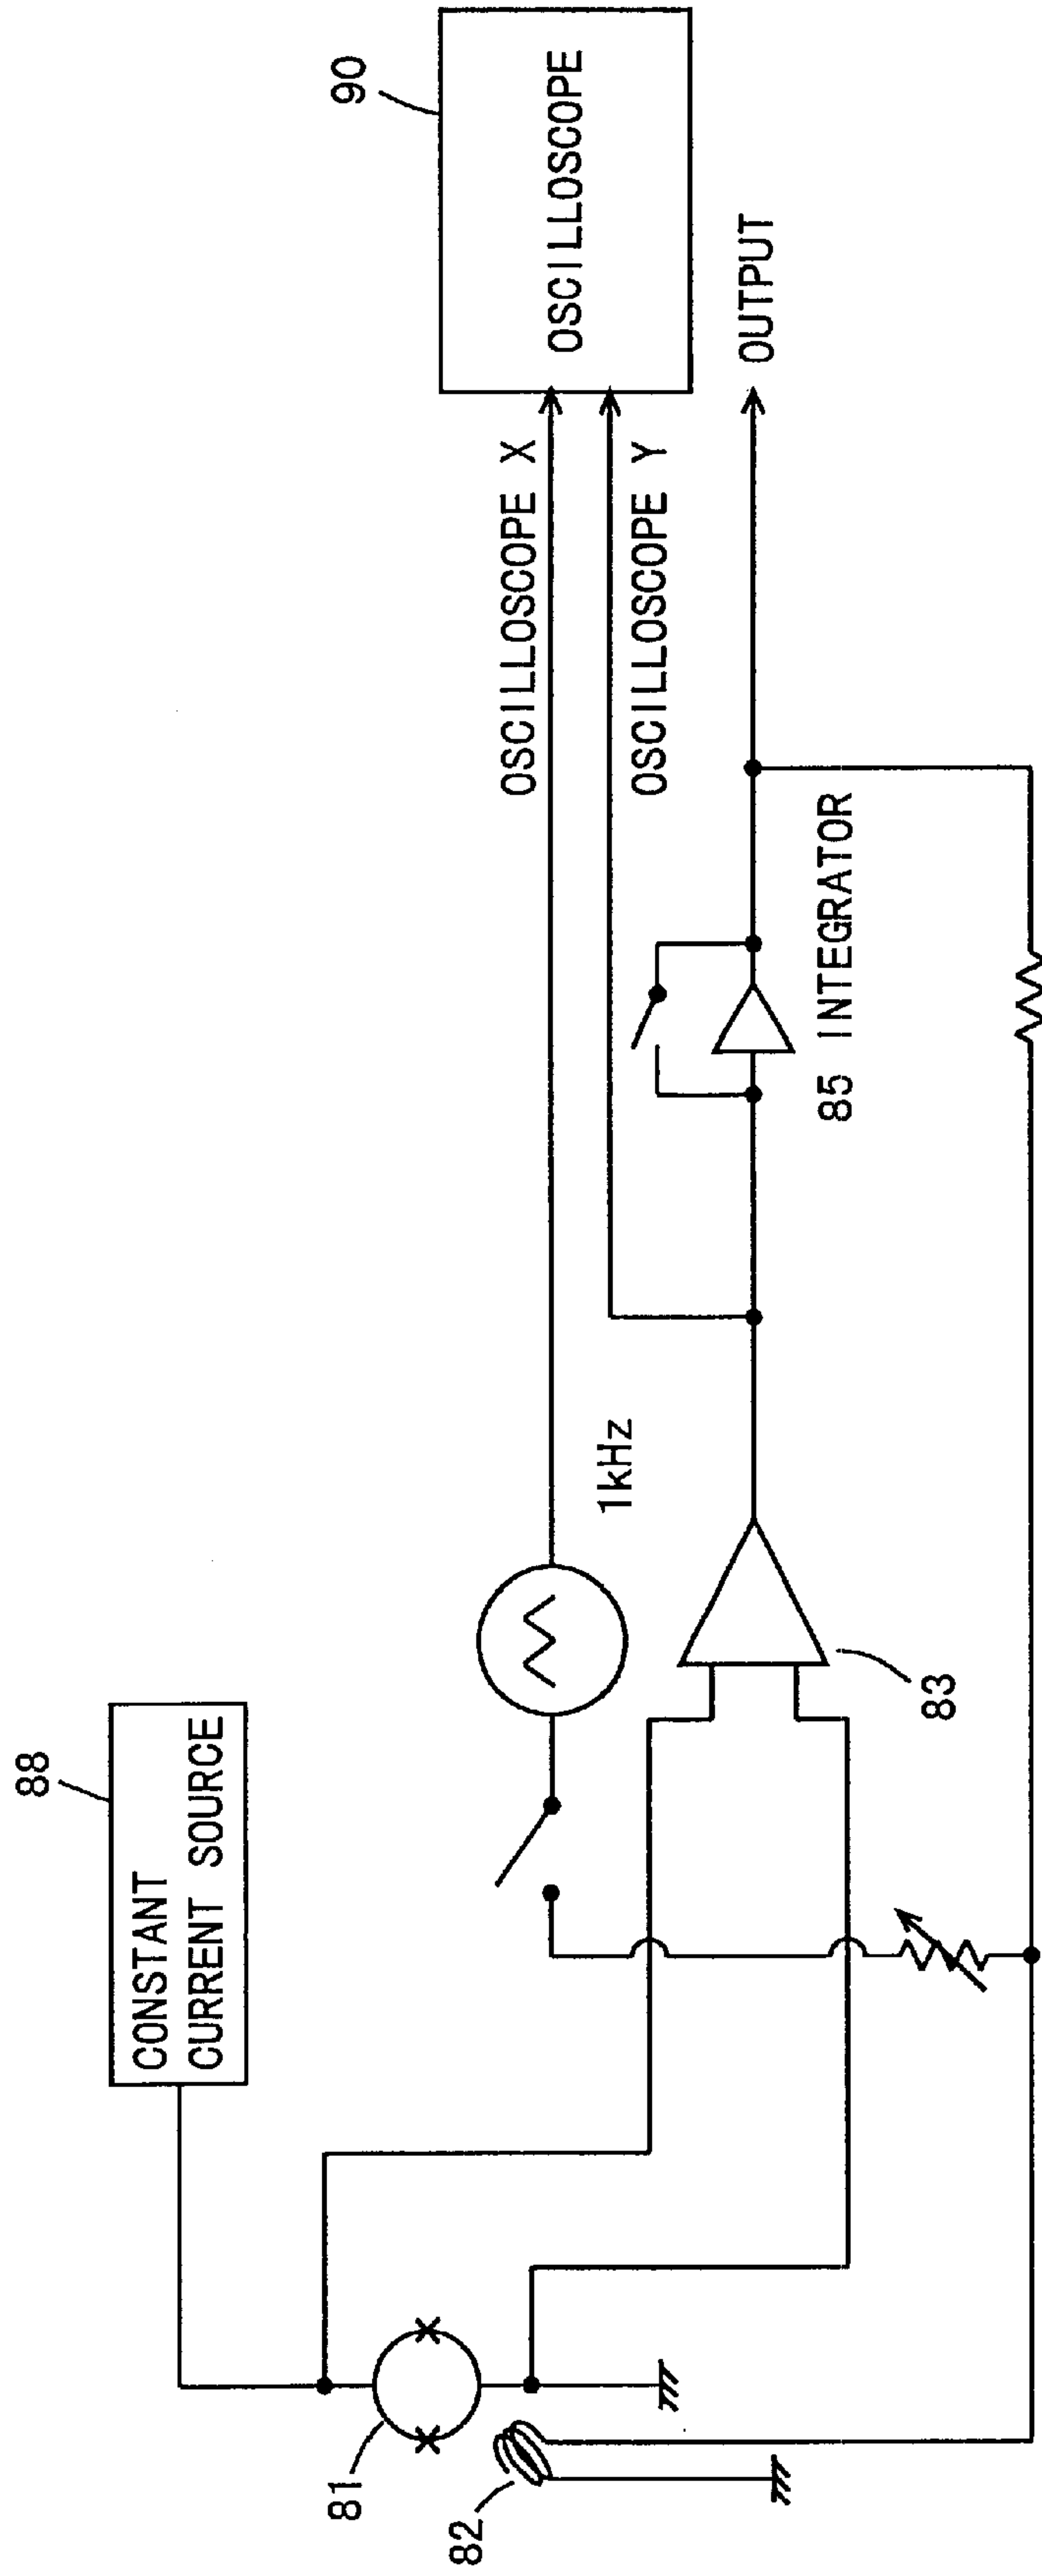 88
CONSTANT
CURRENT SOURCE
81
82
83
1kHz
85 INTEGRATOR
OSCILLOSCOPE X
OSCILLOSCOPE Y
OUTPUT
90
OSCILLOSCOPE